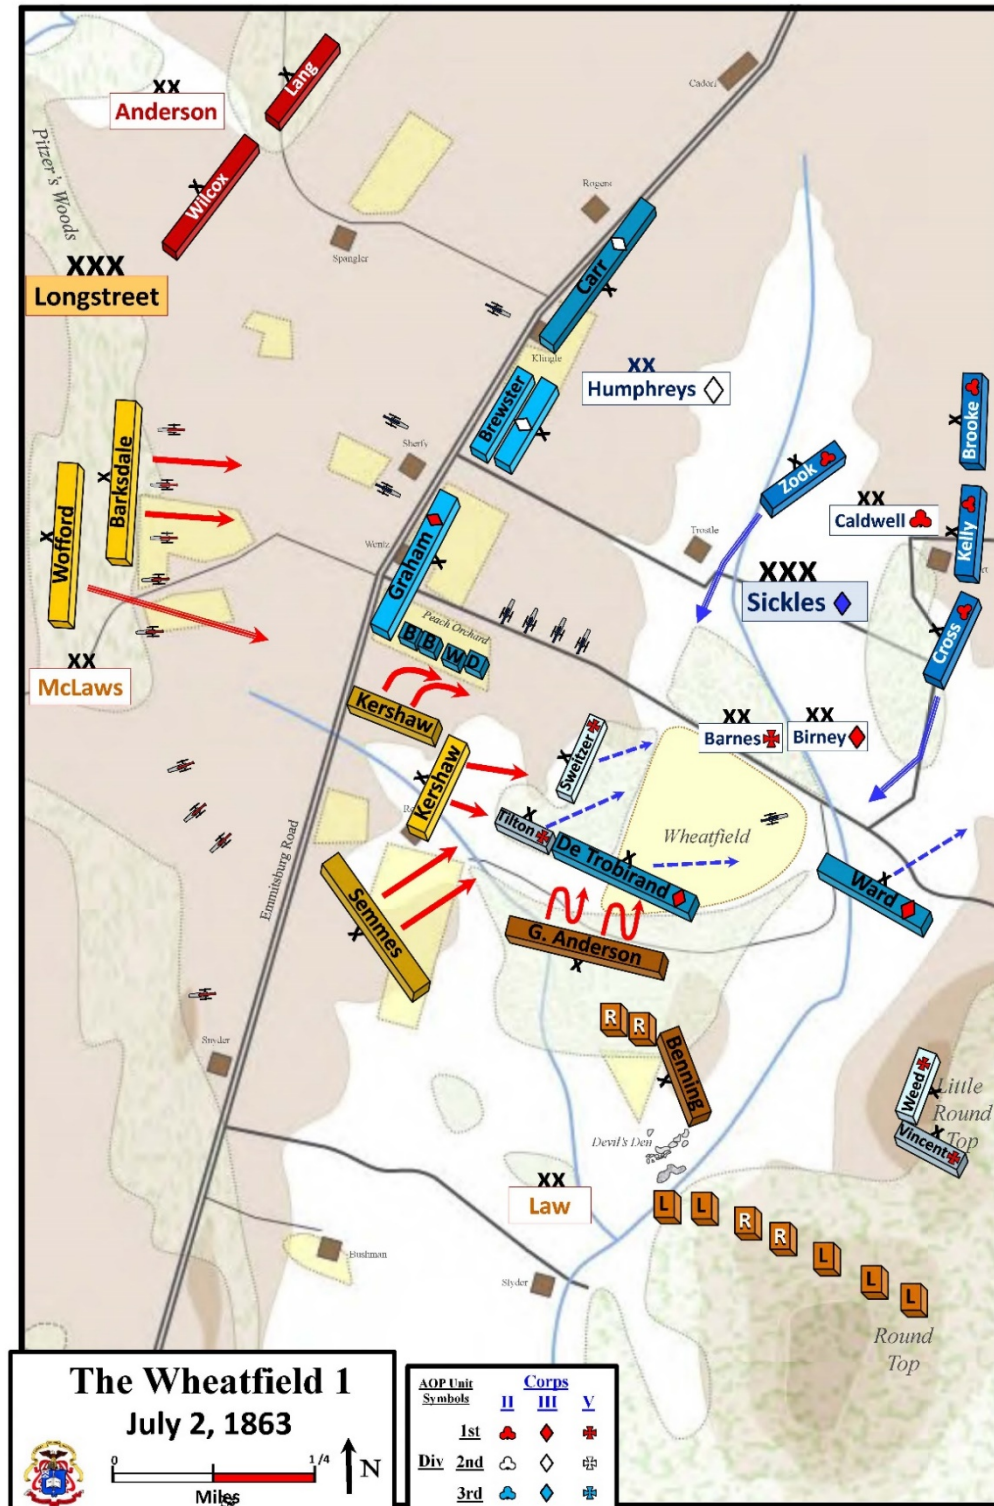 Lang
XX
Anderson
X
Cadori
Pitzer's Woods
Wilcox
X
Rogers
Spangler
XXX
Longstreet
Carr
X
Klingle
XX
Humphreys
Brewster
X
Brooke
X
Barksdale
X
Sherfy
Zook
X
XX
Caldwell
Wofford
X
Wentz
Graham
X
Trostle
Kelly
X
XXX
Sickles
Peach Orchard
B B W D
Cross
X
XX
McLaws
Kershaw
Kershaw
X
Sweitzer
X
XX
Barnes
XX
Birney
Tilton
X
De Trobirand
X
Wheatfield
Emmitsburg Road
Semmes
X
G. Anderson
X
Ward
X
R R
Benning
X
Snyder
Weed
X
Little
Round
Top
Vincent
X
Devil's Den
XX
Law
L L R R L L L
Bushman
Slyder
Round
Top
The Wheatfield 1
July 2, 1863
0 1/4
Miles
N
AOP Unit Symbols
Corps
II III V
1st
Div 2nd
3rd